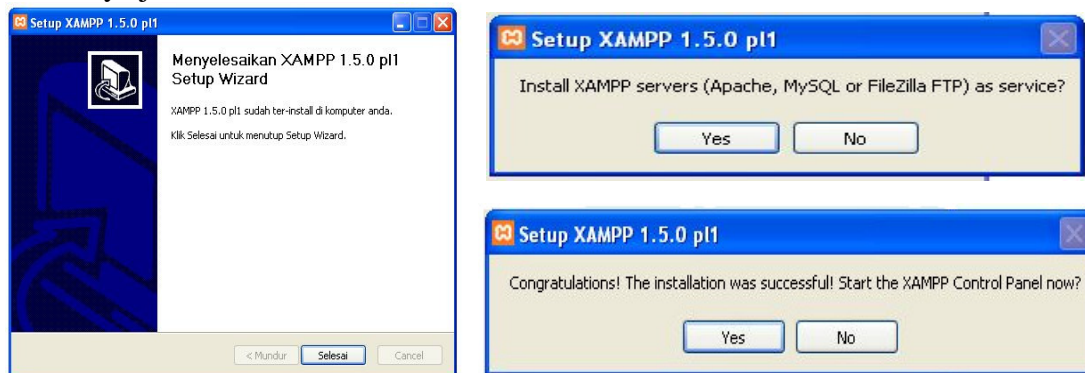 Setup XAMPP 1.5.0 pl1
Menyelesaikan XAMPP 1.5.0 pl1
Setup Wizard
XAMPP 1.5.0 pl1 sudah ter-install di komputer anda.
Klik Selesai untuk menutup Setup Wizard.
< Mundur
Selesai
Cancel
Setup XAMPP 1.5.0 pl1
Install XAMPP servers (Apache, MySQL or FileZilla FTP) as service?
Yes
No
Setup XAMPP 1.5.0 pl1
Congratulations! The installation was successful! Start the XAMPP Control Panel now?
Yes
No